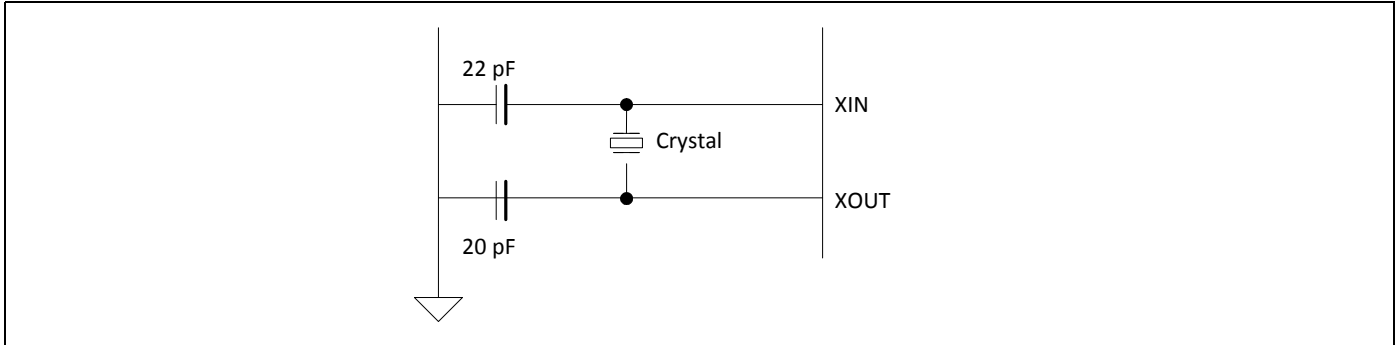 22 pF
XIN
Crystal
XOUT
20 pF